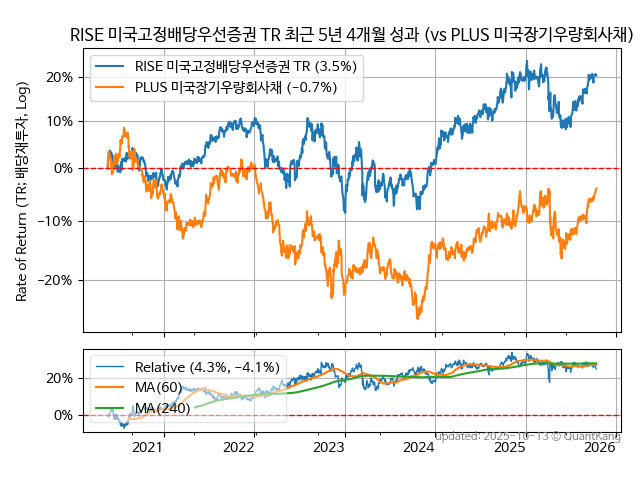 RISE 미국고정배당우선증권 TR 최근 5년 4개월 성과 (vs PLUS 미국장기우량회사채)
Rate of Return (TR: 배당재투자, Log)
RISE 미국고정배당우선증권 TR (3.5%)
PLUS 미국장기우량회사채 (−0.7%)
20%
10%
0%
−10%
−20%
Relative (4.3%, −4.1%)
MA(60)
MA(240)
20%
0%
2021 2022 2023 2024 2025 2026
updated: 2025-10-13 © QuantKang